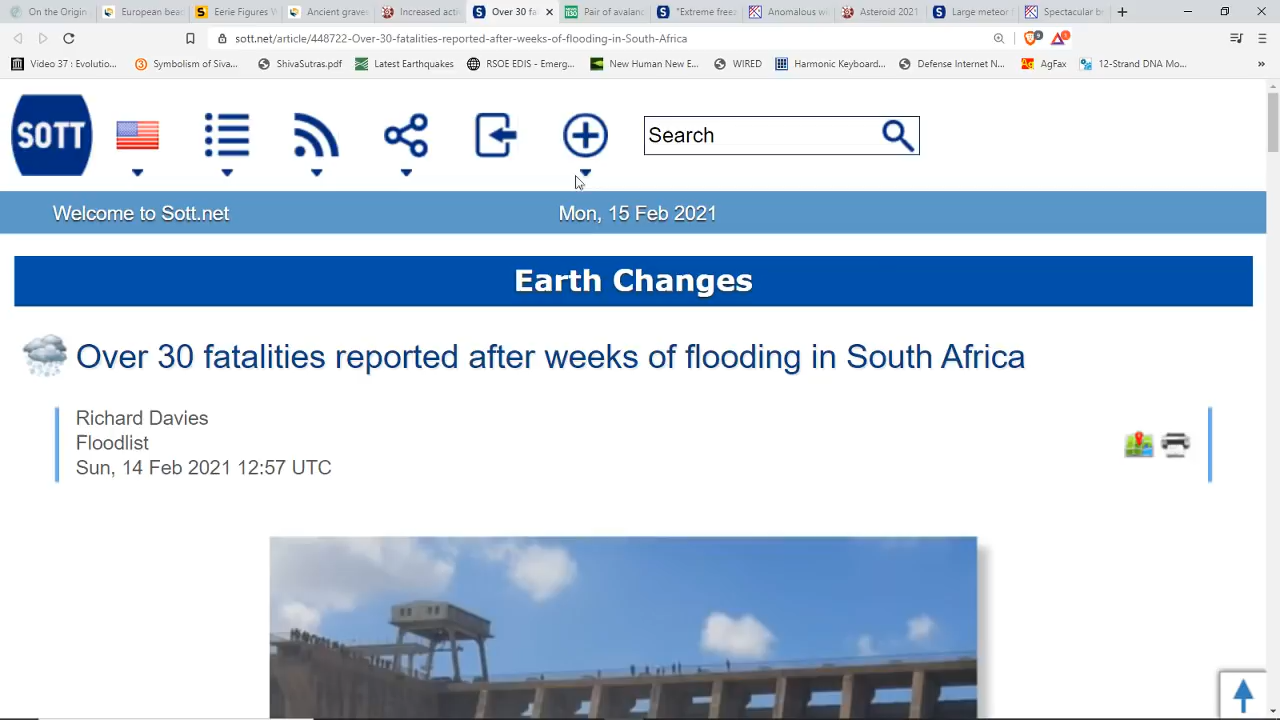 On the Origin
European bea
Eerie Figures W
Ancient grave
Increased acti
Over 30 fa
Pair of avalan
"Extreme freez
Anomalous wi
Asteroid 2021
Large meteor f
Spectacular br
sott.net/article/448722-Over-30-fatalities-reported-after-weeks-of-flooding-in-South-Africa
Video 37 : Evolutio...
Symbolism of Siva...
ShivaSutras.pdf
Latest Earthquakes
RSOE EDIS - Emerg...
New Human New E...
WIRED
Harmonic Keyboard...
Defense Internet N...
AgFax
12-Strand DNA Mo...
SOTT
Search
Welcome to Sott.net
Mon, 15 Feb 2021
Earth Changes
Over 30 fatalities reported after weeks of flooding in South Africa
Richard Davies
Floodlist
Sun, 14 Feb 2021 12:57 UTC